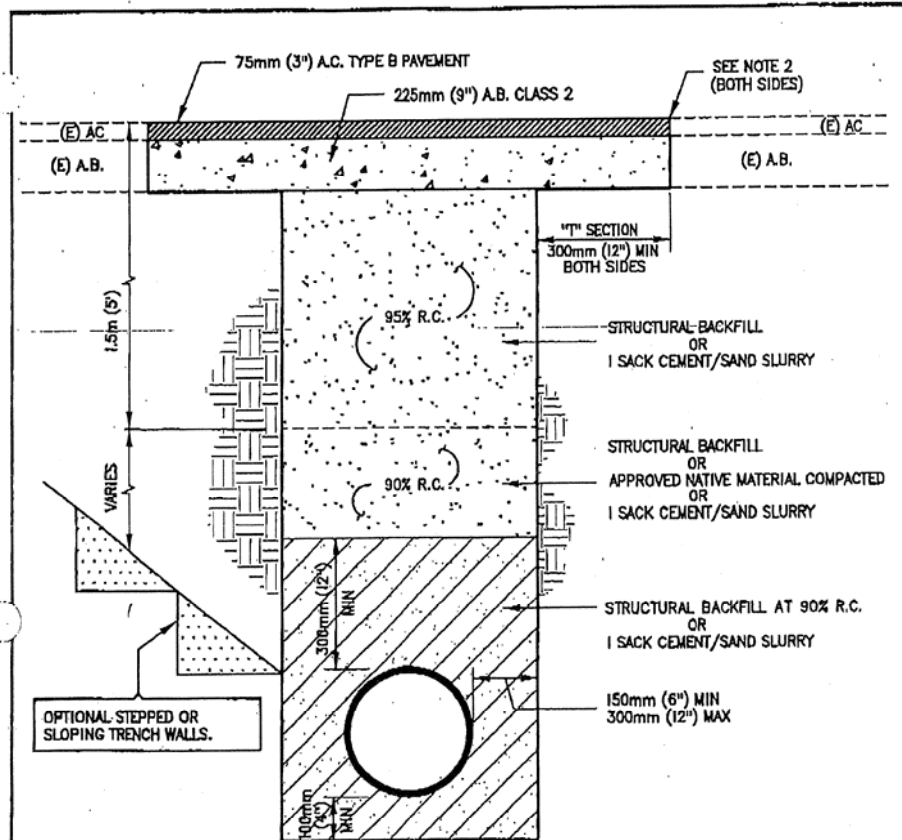 75mm (3") A.C. TYPE B PAVEMENT
SEE NOTE 2
(BOTH SIDES)
225mm (9") A.B. CLASS 2
(E) AC
(E) AC
(E) A.B.
(E) A.B.
"T" SECTION
300mm (12") MIN
BOTH SIDES
1.5m (5')
95% R.C.
STRUCTURAL BACKFILL
OR
1 SACK CEMENT/SAND SLURRY
VARIES
90% R.C.
STRUCTURAL BACKFILL
OR
APPROVED NATIVE MATERIAL COMPACTED
OR
1 SACK CEMENT/SAND SLURRY
300mm (12")
MIN
STRUCTURAL BACKFILL AT 90% R.C.
OR
1 SACK CEMENT/SAND SLURRY
150mm (6") MIN
300mm (12") MAX
OPTIONAL STEPPED OR
SLOPING TRENCH WALLS.
100mm
(4")
MIN